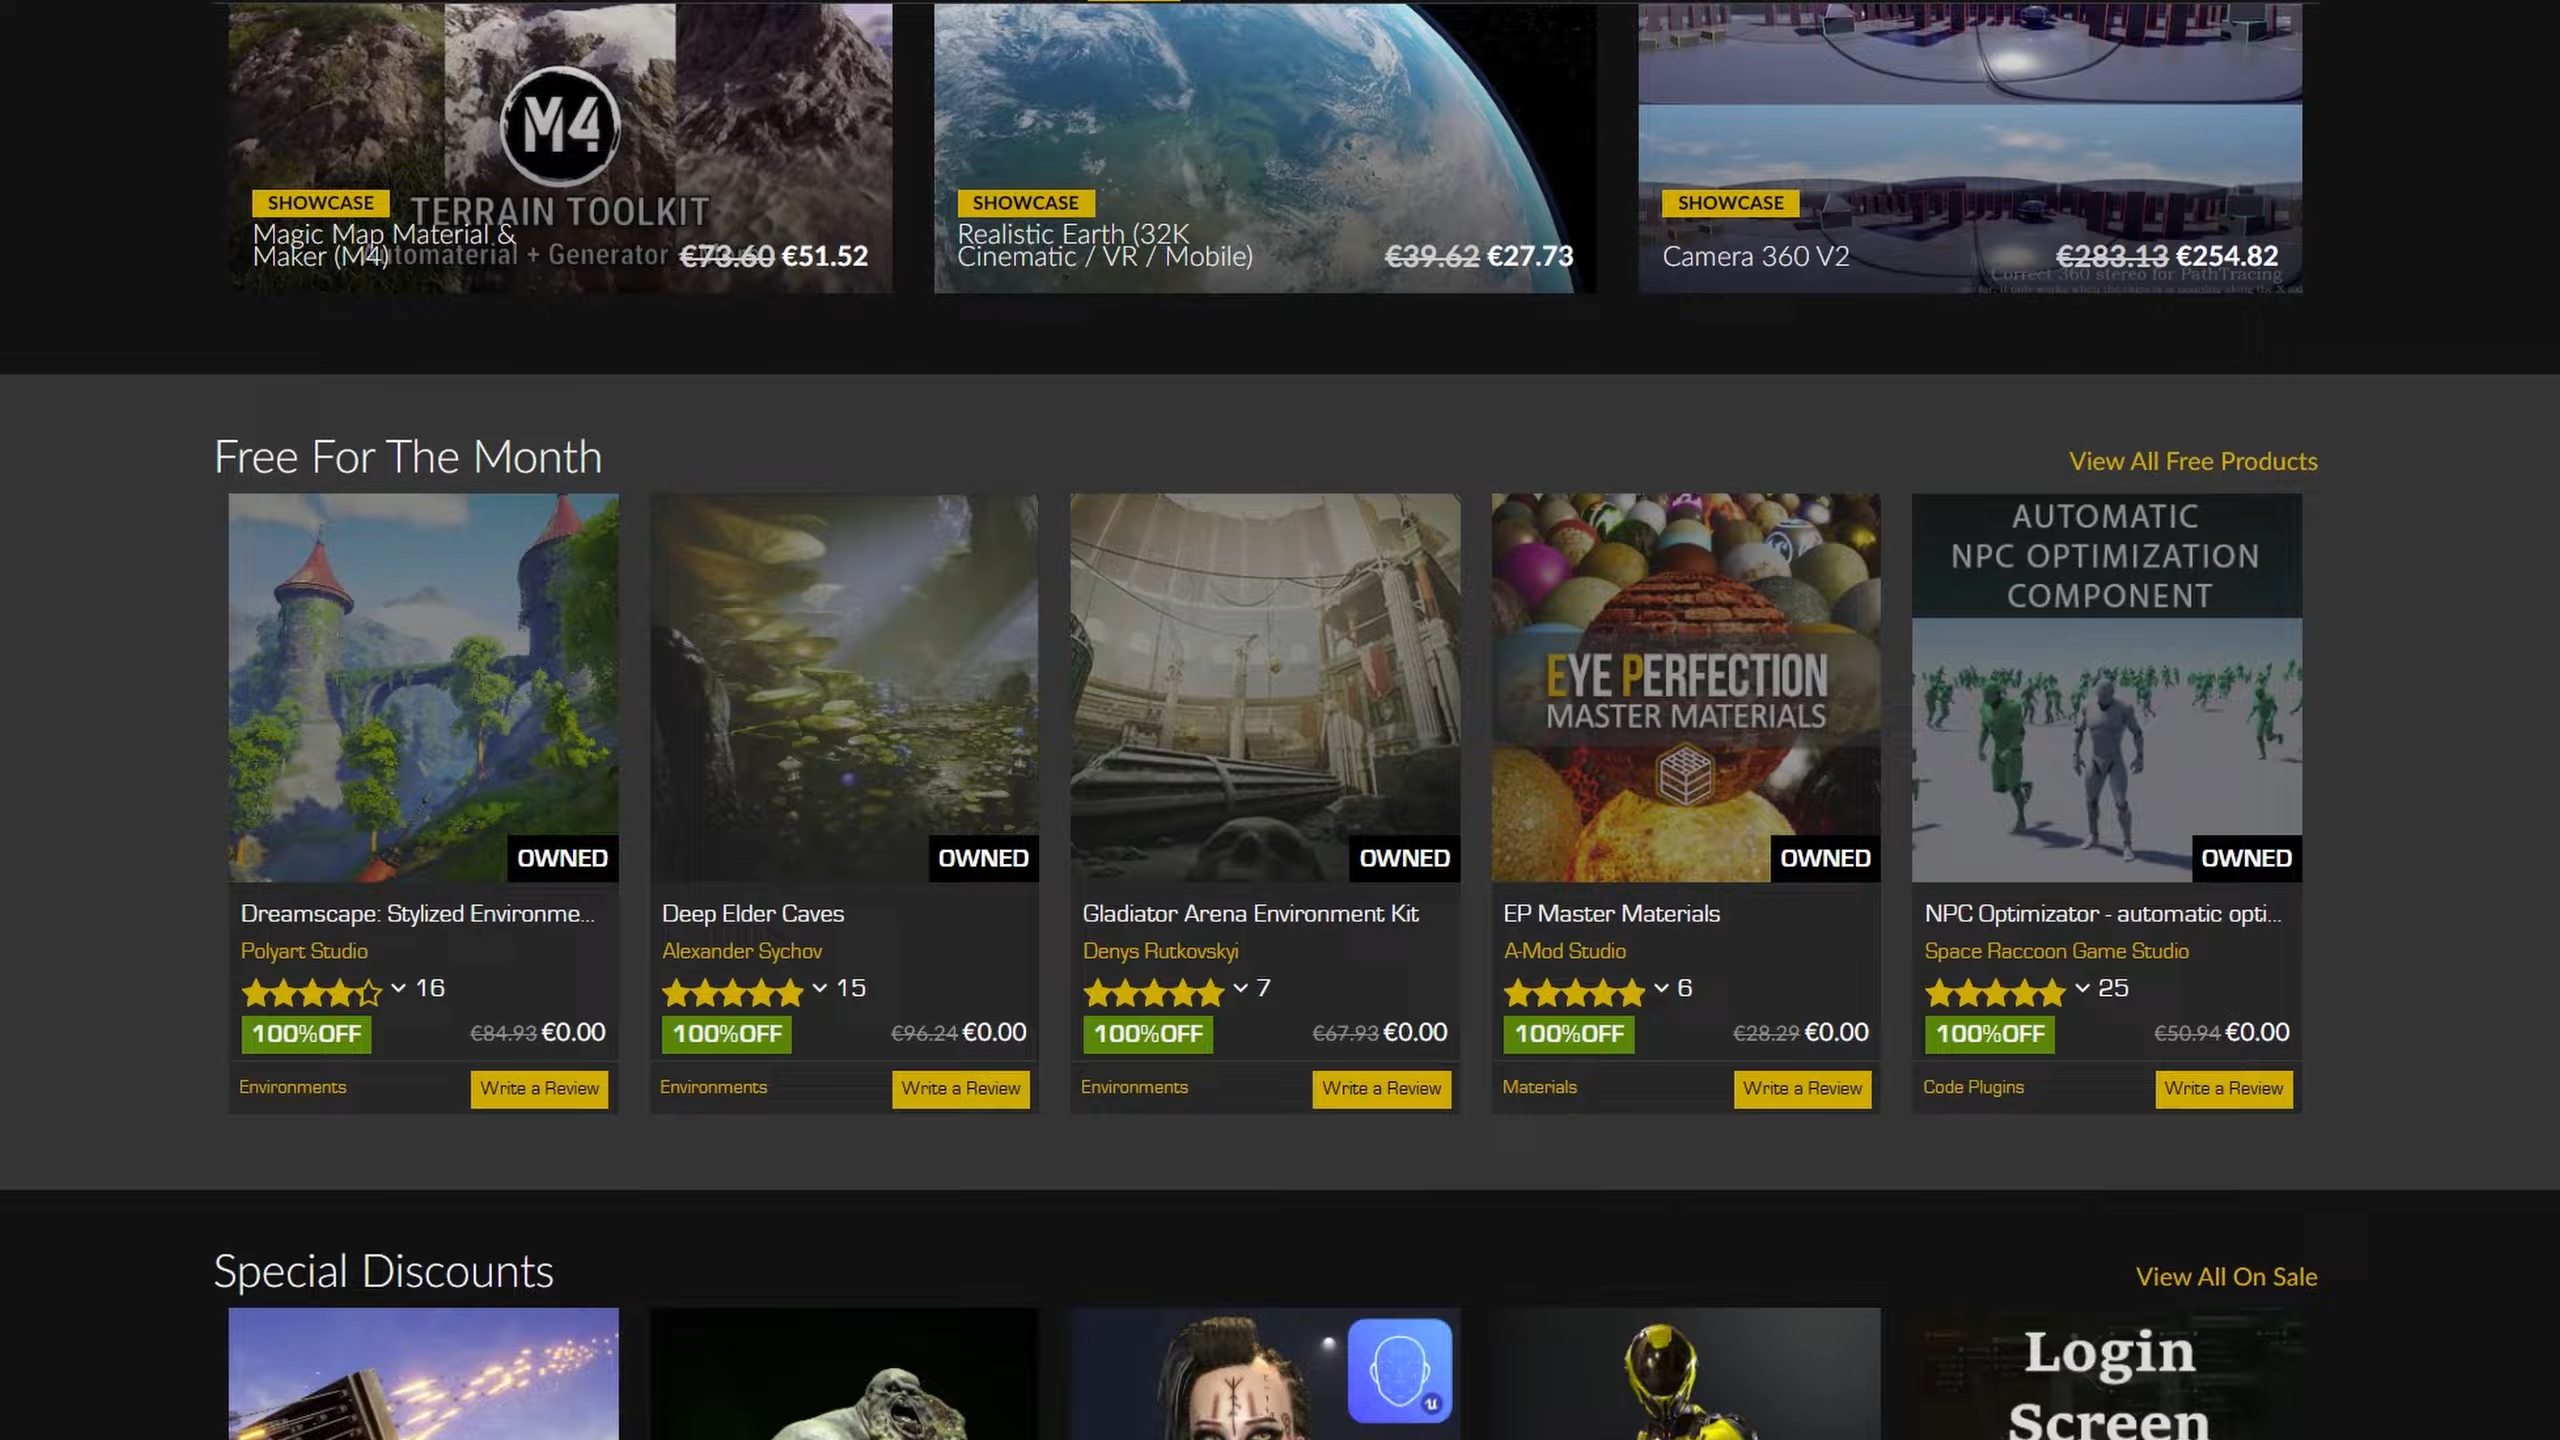 M4
TERRAIN TOOLKIT
Automaterial + Generator
SHOWCASE
Magic Map Material &
Maker (M4)
€73.60 €51.52
SHOWCASE
Realistic Earth (32K
Cinematic / VR / Mobile)
€39.62 €27.73
SHOWCASE
Camera 360 V2
€283.13 €254.82
Correct 360 stereo for PathTracing
Free For The Month
View All Free Products
OWNED
Dreamscape: Stylized Environme...
Polyart Studio
16
100%OFF
€84.93 €0.00
Environments
Write a Review
OWNED
Deep Elder Caves
Alexander Sychov
15
100%OFF
€96.24 €0.00
Environments
Write a Review
OWNED
Gladiator Arena Environment Kit
Denys Rutkovskyi
7
100%OFF
€67.93 €0.00
Environments
Write a Review
EYE PERFECTION
MASTER MATERIALS
OWNED
EP Master Materials
A-Mod Studio
6
100%OFF
€28.29 €0.00
Materials
Write a Review
AUTOMATIC
NPC OPTIMIZATION
COMPONENT
OWNED
NPC Optimizator - automatic opti...
Space Raccoon Game Studio
25
100%OFF
€50.94 €0.00
Code Plugins
Write a Review
Special Discounts
View All On Sale
Login
Screen